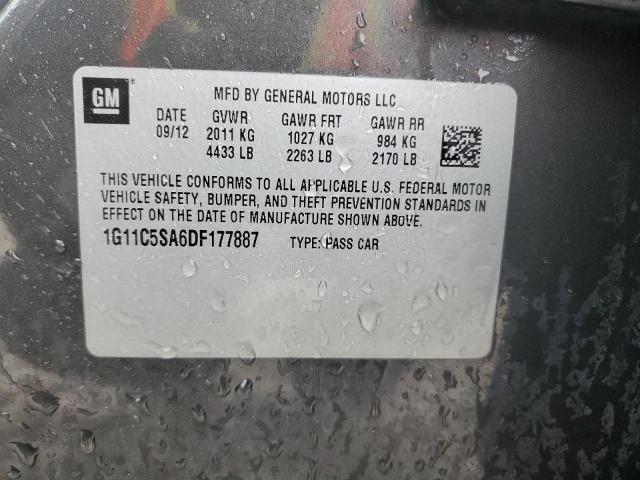 GM
MFD BY GENERAL MOTORS LLC
DATE GVWR GAWR FRT GAWR RR
09/12 2011 KG 1027 KG 984 KG
4433 LB 2263 LB 2170 LB
THIS VEHICLE CONFORMS TO ALL APPLICABLE U.S. FEDERAL MOTOR
VEHICLE SAFETY, BUMPER, AND THEFT PREVENTION STANDARDS IN
EFFECT ON THE DATE OF MANUFACTURE SHOWN ABOVE.
1G11C5SA6DF177887 TYPE: PASS CAR